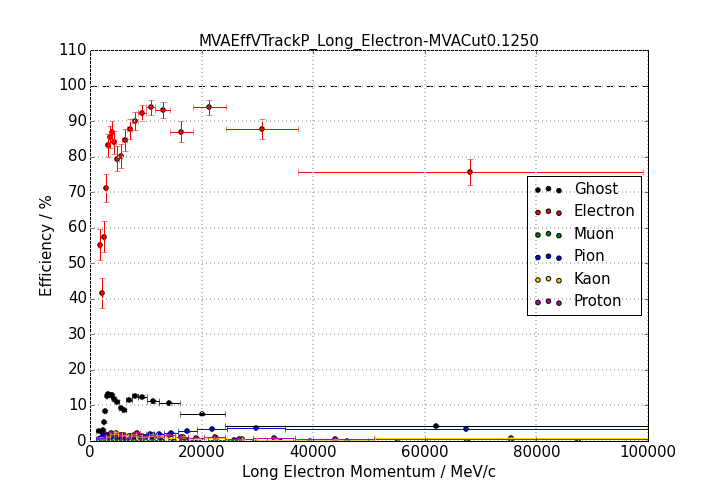 MVAEffVTrackP_Long_Electron-MVACut0.1250
110
100
90
80
70
60
50
40
30
20
10
0
Efficiency / %
Ghost
Electron
Muon
Pion
Kaon
Proton
0 20000 40000 60000 80000 100000
Long Electron Momentum / MeV/c